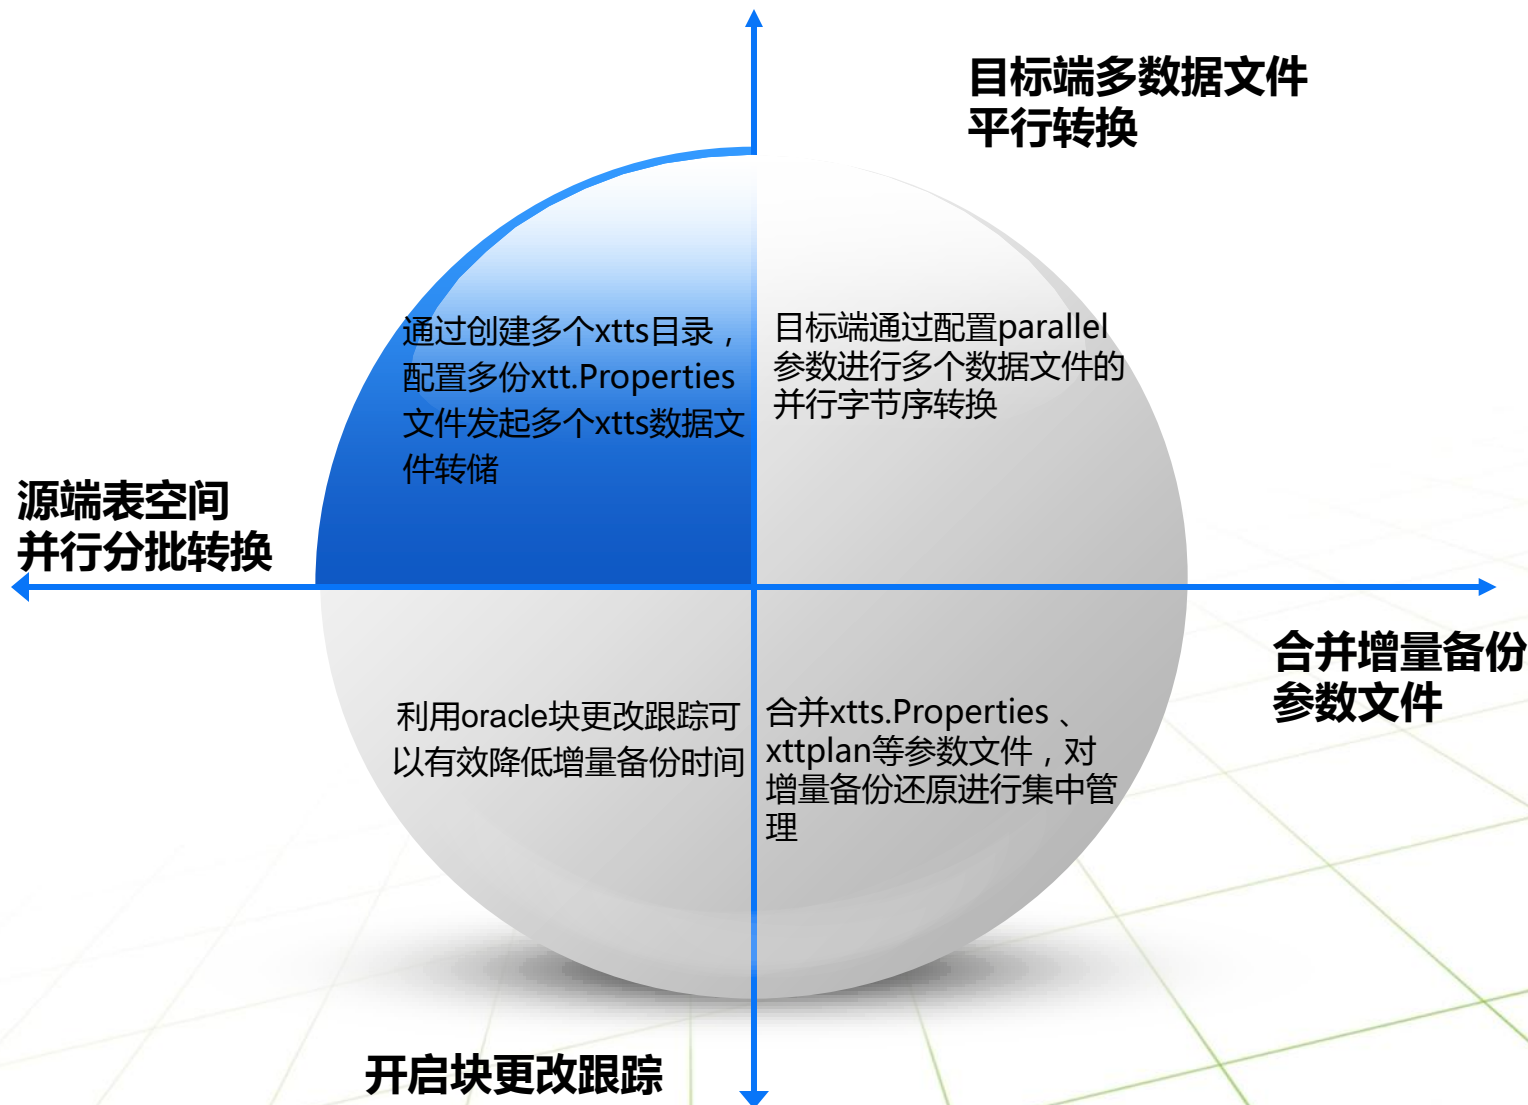 目标端多数据文件
平行转换
通过创建多个xtts目录，
配置多份xtt.Properties
文件发起多个xtts数据文
件转储
目标端通过配置parallel
参数进行多个数据文件的
并行字节序转换
源端表空间
并行分批转换
合并增量备份
参数文件
利用oracle块更改跟踪可
以有效降低增量备份时间
合并xtts.Properties、
xttplan等参数文件，对
增量备份还原进行集中管
理
开启块更改跟踪